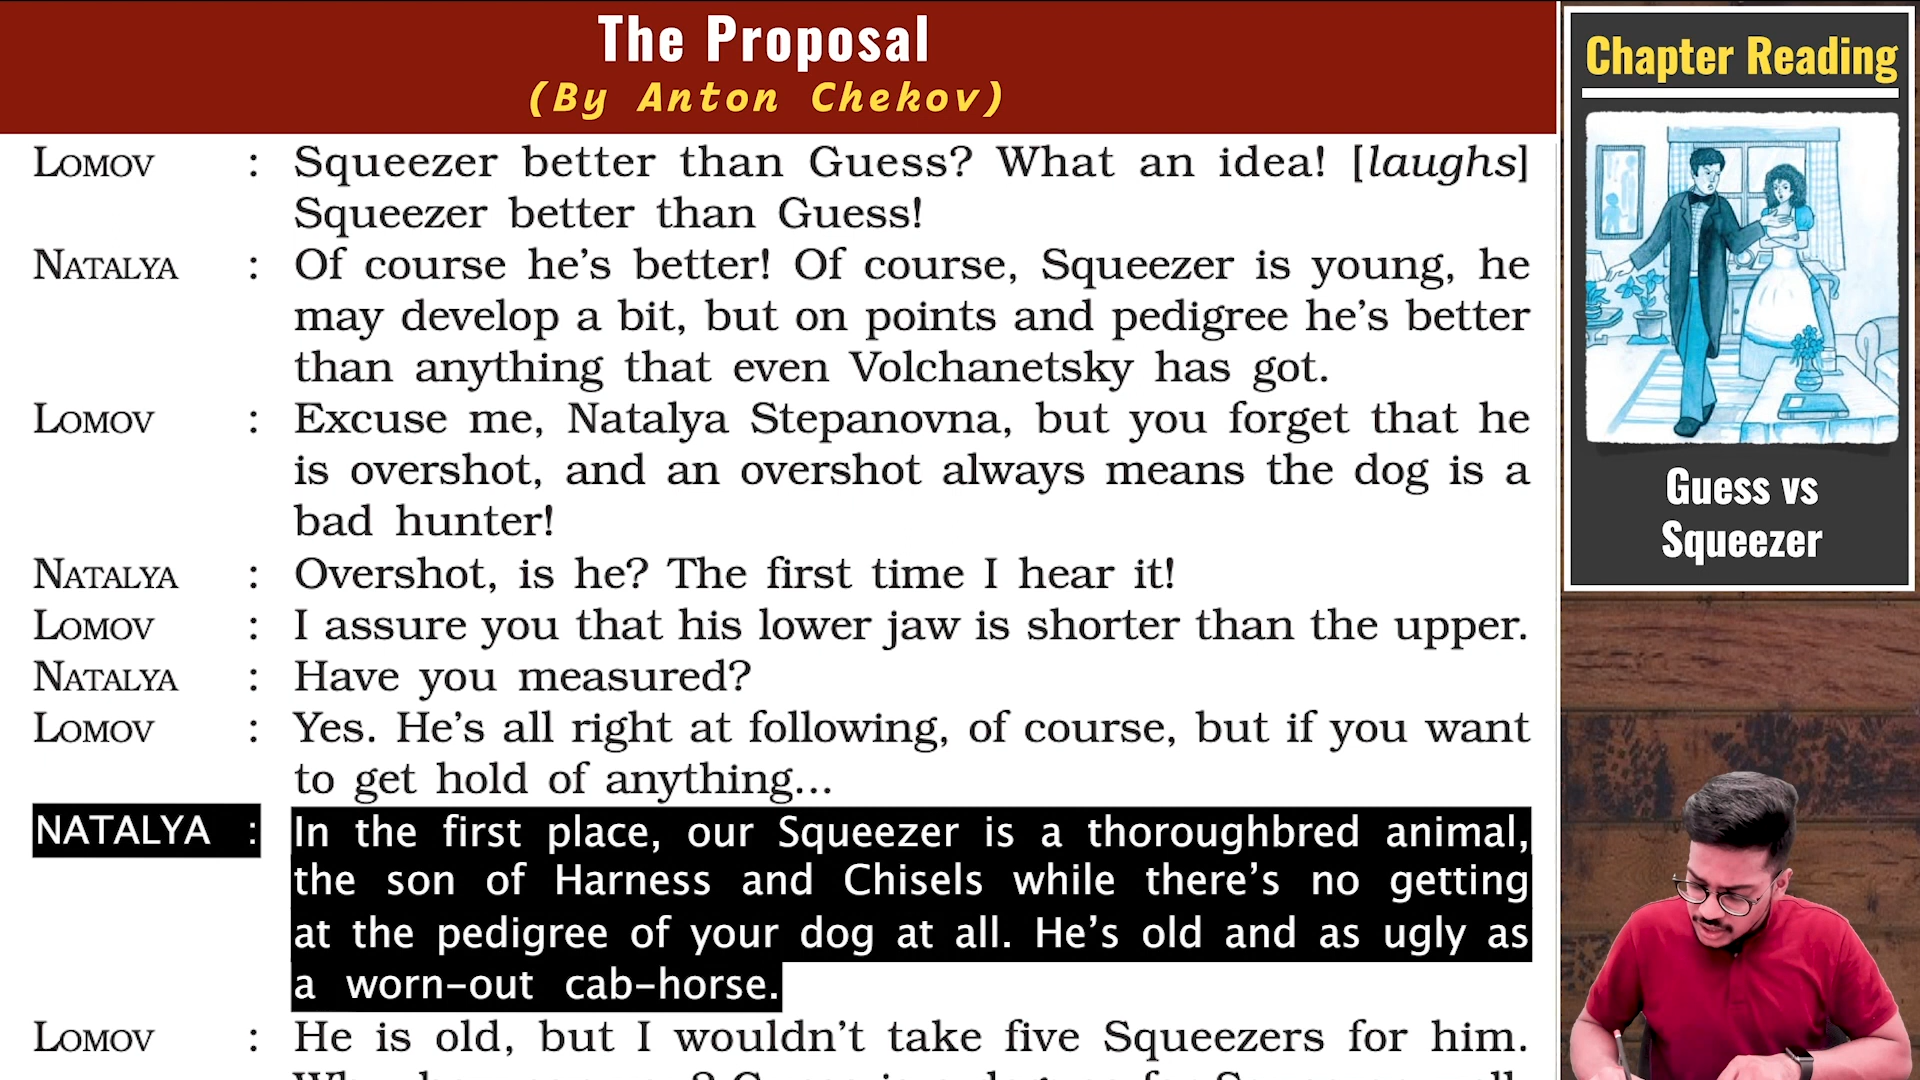 The Proposal
(By Anton Chekov)
LOMOV : Squeezer better than Guess? What an idea! [laughs]
Squeezer better than Guess!
NATALYA : Of course he's better! Of course, Squeezer is young, he
may develop a bit, but on points and pedigree he's better
than anything that even Volchanetsky has got.
LOMOV : Excuse me, Natalya Stepanovna, but you forget that he
is overshot, and an overshot always means the dog is a
bad hunter!
NATALYA : Overshot, is he? The first time I hear it!
LOMOV : I assure you that his lower jaw is shorter than the upper.
NATALYA : Have you measured?
LOMOV : Yes. He's all right at following, of course, but if you want
to get hold of anything...
NATALYA : In the first place, our Squeezer is a thoroughbred animal,
the son of Harness and Chisels while there's no getting
at the pedigree of your dog at all. He's old and as ugly as
a worn-out cab-horse.
LOMOV : He is old, but I wouldn't take five Squeezers for him.
Chapter Reading
Guess vs
Squeezer